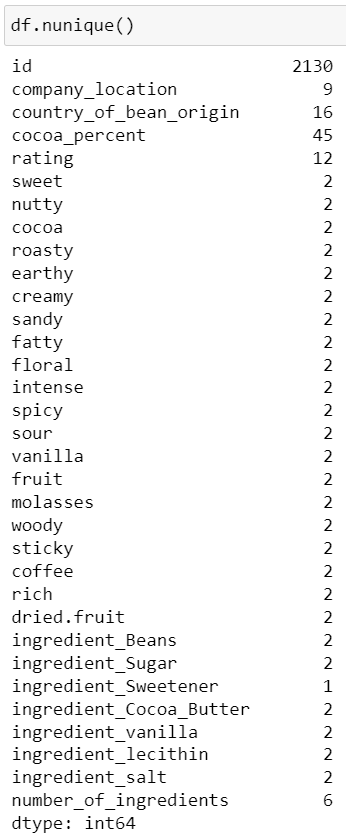 df.nunique()
id 2130
company_location 9
country_of_bean_origin 16
cocoa_percent 45
rating 12
sweet 2
nutty 2
cocoa 2
roasty 2
earthy 2
creamy 2
sandy 2
fatty 2
floral 2
intense 2
spicy 2
sour 2
vanilla 2
fruit 2
molasses 2
woody 2
sticky 2
coffee 2
rich 2
dried.fruit 2
ingredient_Beans 2
ingredient_Sugar 2
ingredient_Sweetener 1
ingredient_Cocoa_Butter 2
ingredient_vanilla 2
ingredient_lecithin 2
ingredient_salt 2
number_of_ingredients 6
dtype: int64